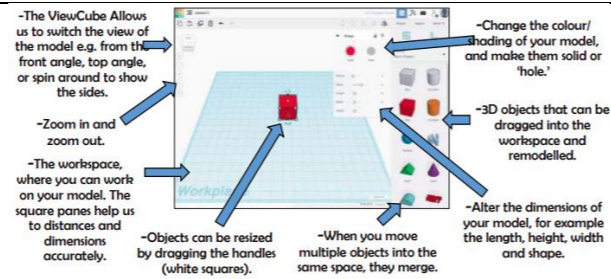 -The ViewCube Allows
us to switch the view of
the model e.g. from the
front angle, top angle,
or spin around to show
the sides.
-Zoom in and
zoom out.
-The workspace,
where you can work
on your model. The
square panes help us
to distances and
dimensions
accurately.
Workplane
-Objects can be resized
by dragging the handles
(white squares).
-When you move
multiple objects into the
same space, they merge.
-Change the colour/
shading of your model,
and make them solid or
‘hole.’
-3D objects that can be
dragged into the
workspace and
remodelled.
-Alter the dimensions of
your model, for example
the length, height, width
and shape.